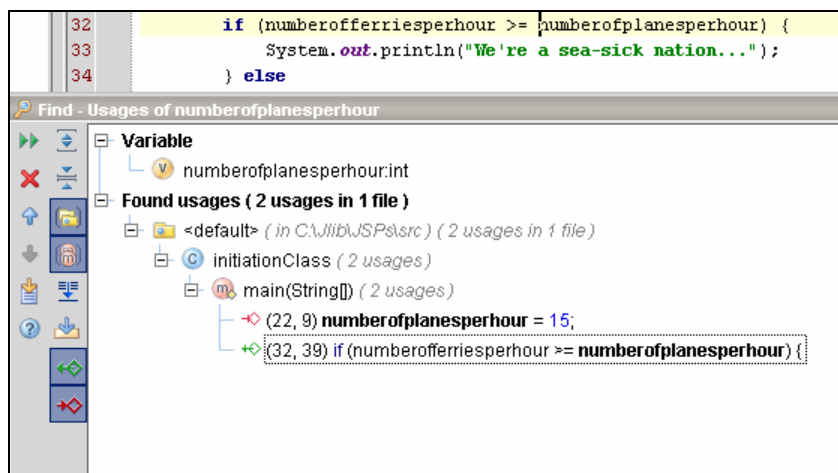 32 if (numberofferriesperhour >= numberofplanesperhour) {
33 System.out.println("We're a sea-sick nation...");
34 } else
Find - Usages of numberofplanesperhour
Variable
v numberofplanesperhour:int
Found usages ( 2 usages in 1 file )
<default> ( in C:\Jlib\JSPs\src ) ( 2 usages in 1 file )
C initiationClass ( 2 usages )
m main(String[]) ( 2 usages )
(22, 9) numberofplanesperhour = 15;
(32, 39) if (numberofferriesperhour >= numberofplanesperhour) {